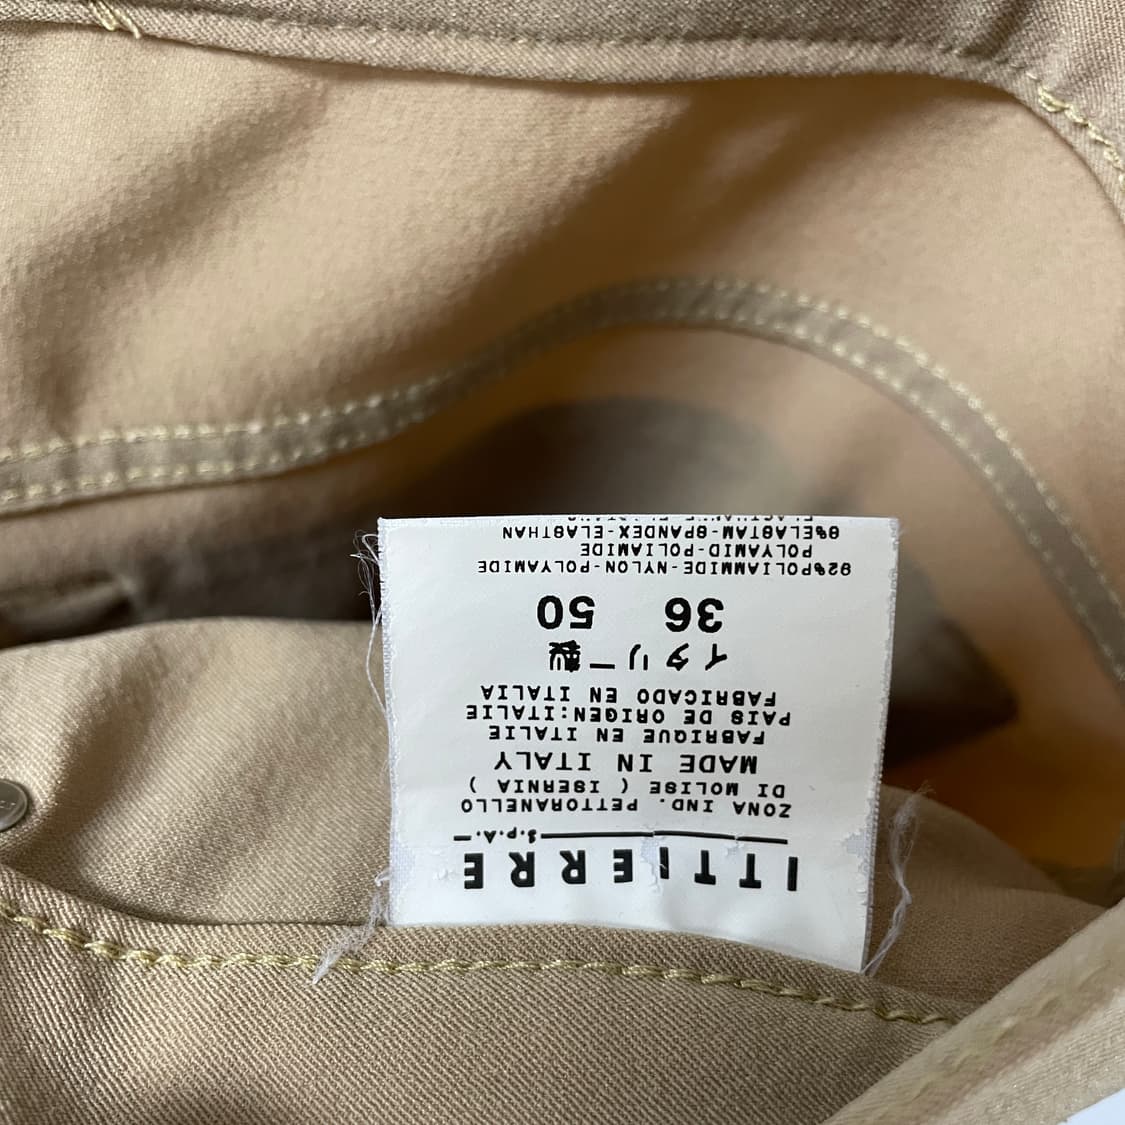 ITTIERRE
S.P.A.
ZONA IND. PETTORANELLO
DI MOLISE ( ISERNIA )
MADE IN ITALY
FABRIQUE EN ITALIE
PAIS DE ORIGEN:ITALIE
FABRICADO EN ITALIA
イタリー製
36 50
92%POLIAMMIDE-NYLON-POLYAMIDE
POLYAMID-POLIAMIDE
8%ELASTAM-SPANDEX-ELASTHAN